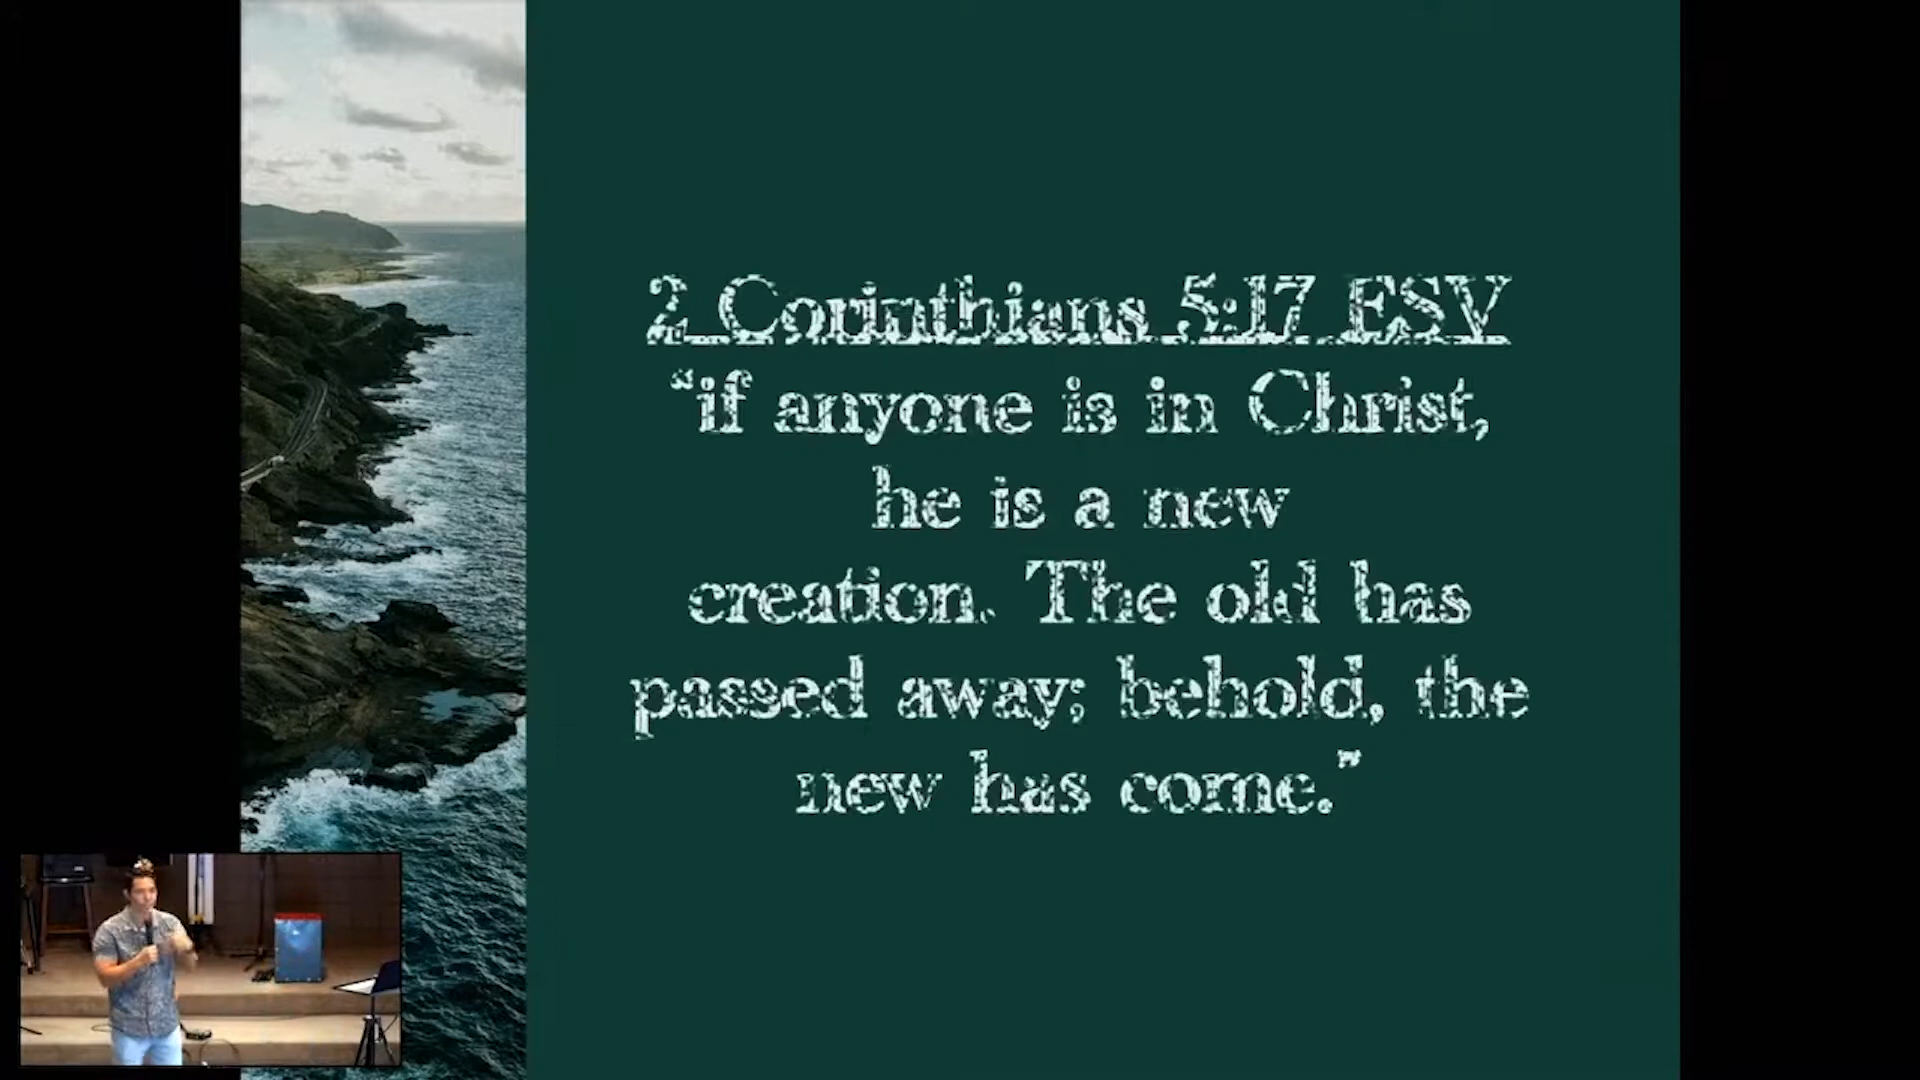 2 Corinthians 5:17 ESV
“if anyone is in Christ,
he is a new
creation. The old has
passed away; behold, the
new has come.”